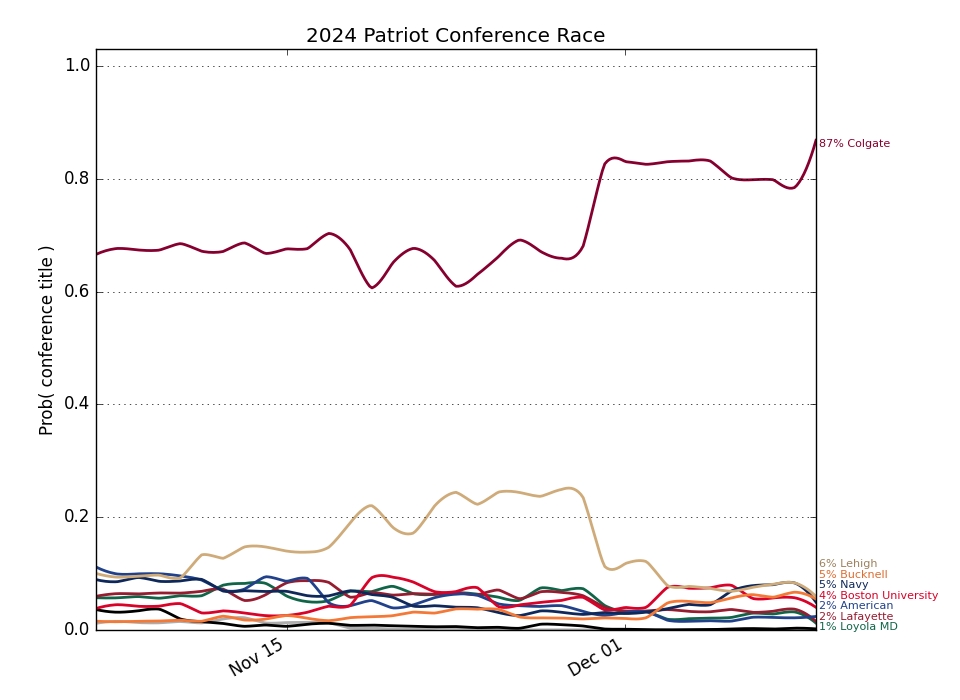 2024 Patriot Conference Race
Prob( conference title )
1.0
0.8
0.6
0.4
0.2
0.0
Nov 15
Dec 01
87% Colgate
6% Lehigh
5% Bucknell
5% Navy
4% Boston University
2% American
2% Lafayette
1% Loyola MD